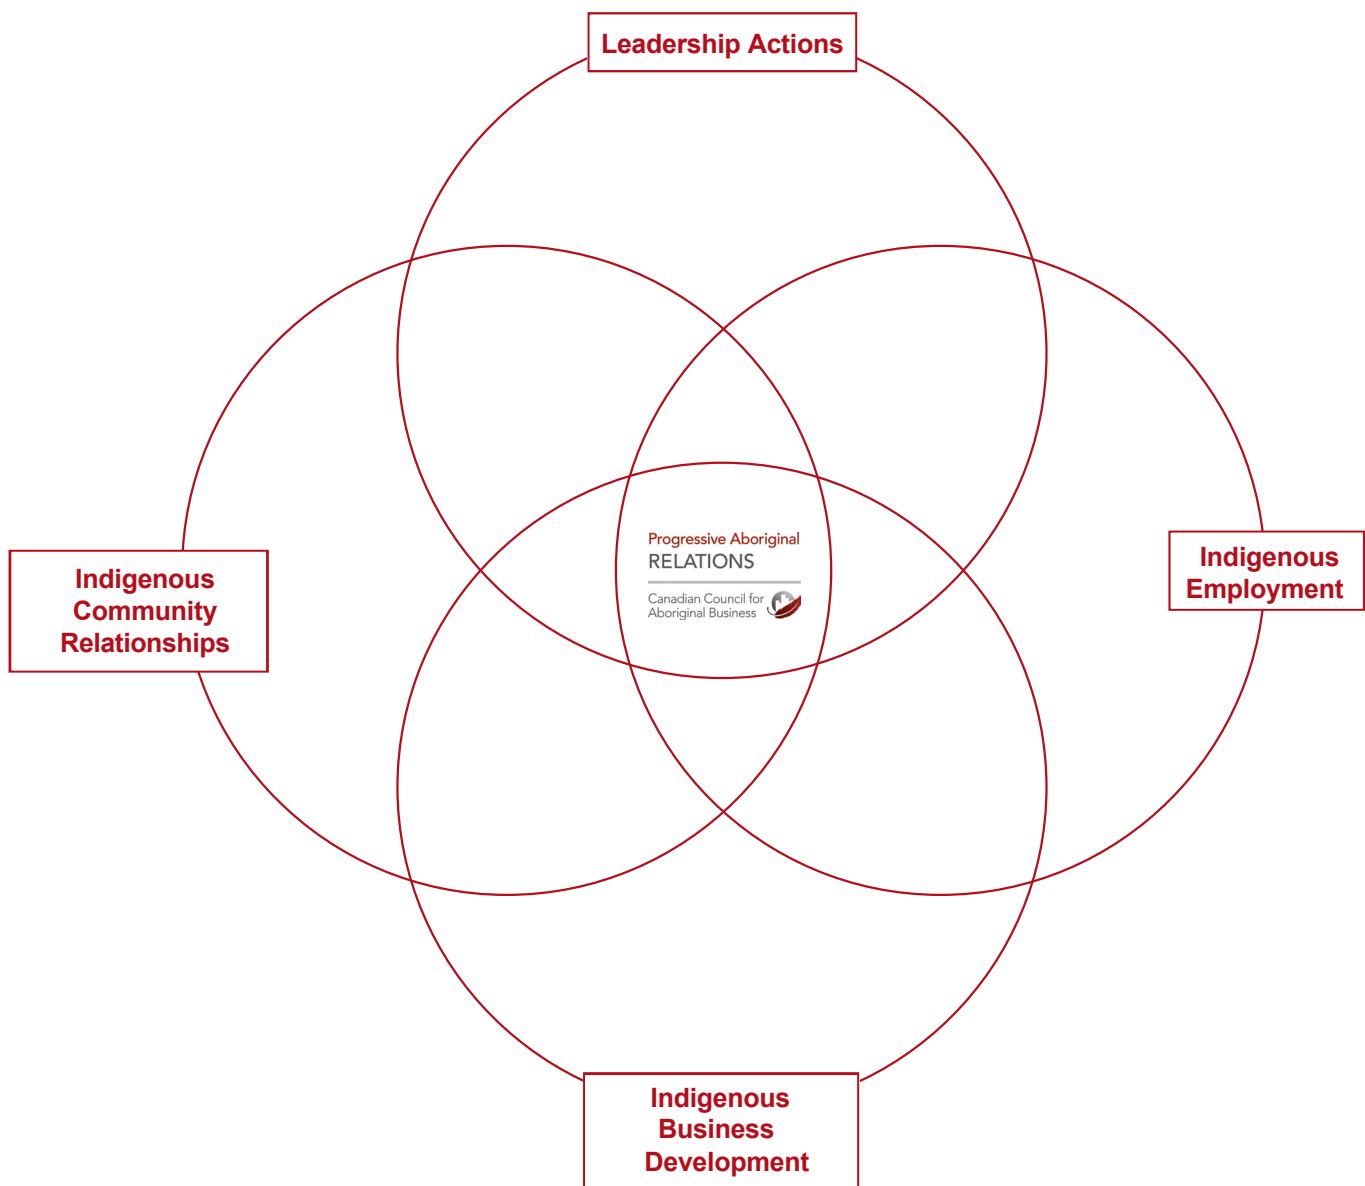 Leadership Actions
Progressive Aboriginal
RELATIONS
Canadian Council for
Aboriginal Business
Indigenous
Community
Relationships
Indigenous
Employment
Indigenous
Business
Development